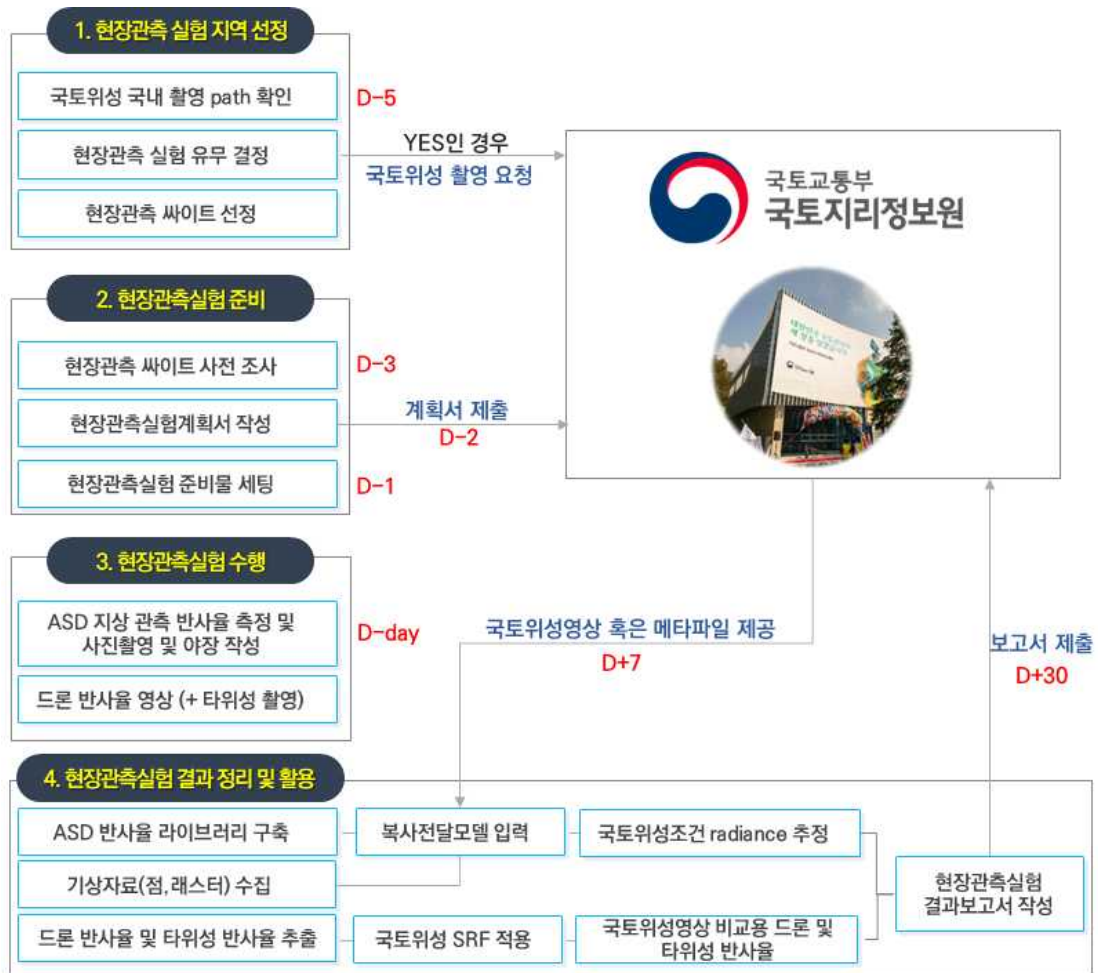 1. 현장관측 실험 지역 선정
국토위성 국내 촬영 path 확인
D-5
현장관측 실험 유무 결정
현장관측 싸이트 선정
YES인 경우
국토위성 촬영 요청
국토교통부
국토지리정보원
2. 현장관측실험 준비
현장관측 싸이트 사전 조사
D-3
현장관측실험계획서 작성
현장관측실험 준비물 세팅
D-1
계획서 제출
D-2
3. 현장관측실험 수행
ASD 지상 관측 반사율 측정 및
사진촬영 및 야장 작성
D-day
드론 반사율 영상 (+ 타위성 촬영)
국토위성영상 혹은 메타파일 제공
D+7
보고서 제출
D+30
4. 현장관측실험 결과 정리 및 활용
ASD 반사율 라이브러리 구축
복사전달모델 입력
국토위성조건 radiance 추정
기상자료(점,래스터) 수집
드론 반사율 및 타위성 반사율 추출
국토위성 SRF 적용
국토위성영상 비교용 드론 및
타위성 반사율
현장관측실험
결과보고서 작성